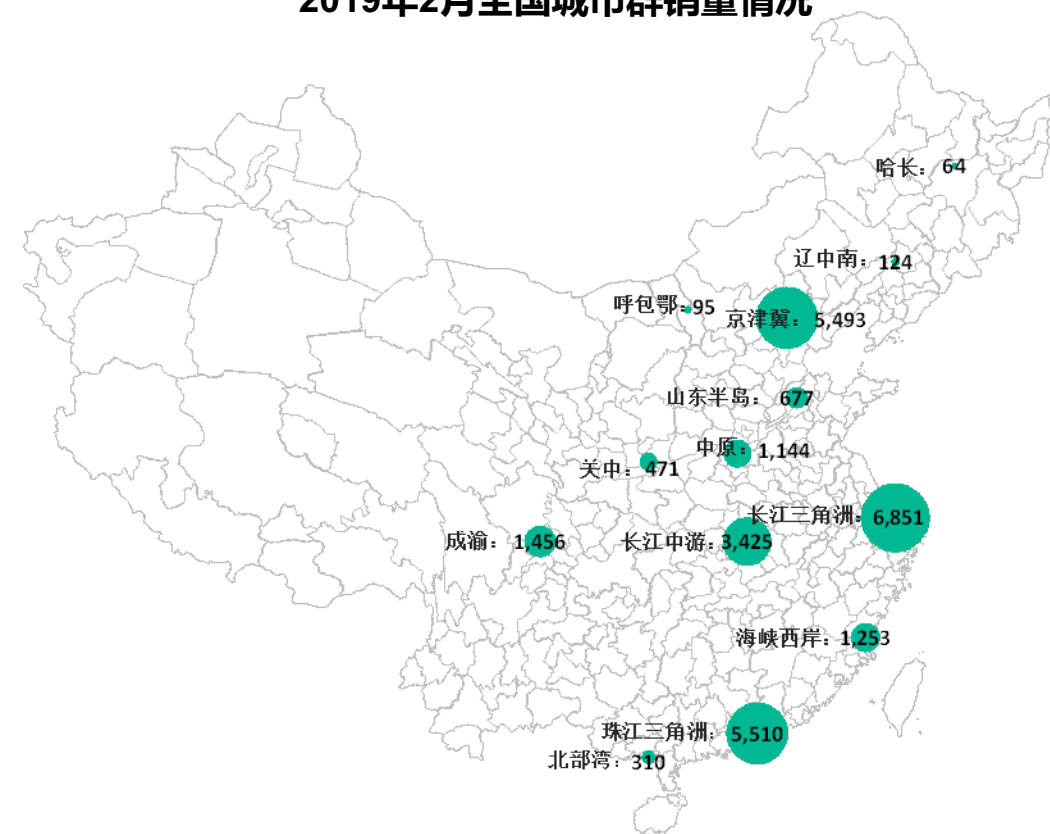 2019年2月全国城市群销量情况
哈长：64
辽中南：124
呼包鄂：95
京津冀：5,493
山东半岛：677
中原：1,144
关中：471
长江三角洲：6,851
成渝：1,456
长江中游：3,425
海峡西岸：1,253
珠江三角洲：5,510
北部湾：310